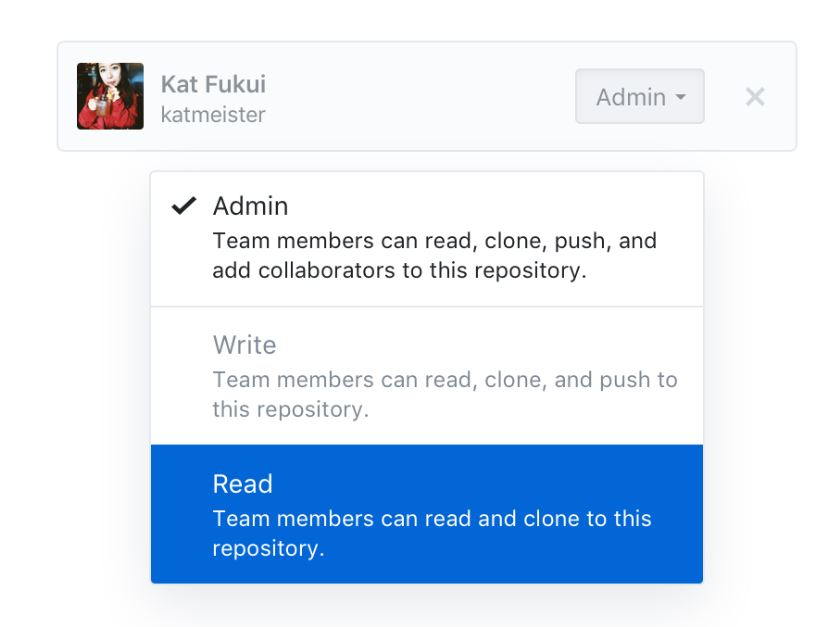 Kat Fukui
katmeister
Admin
Admin
Team members can read, clone, push, and
add collaborators to this repository.
Write
Team members can read, clone, and push to
this repository.
Read
Team members can read and clone to this
repository.